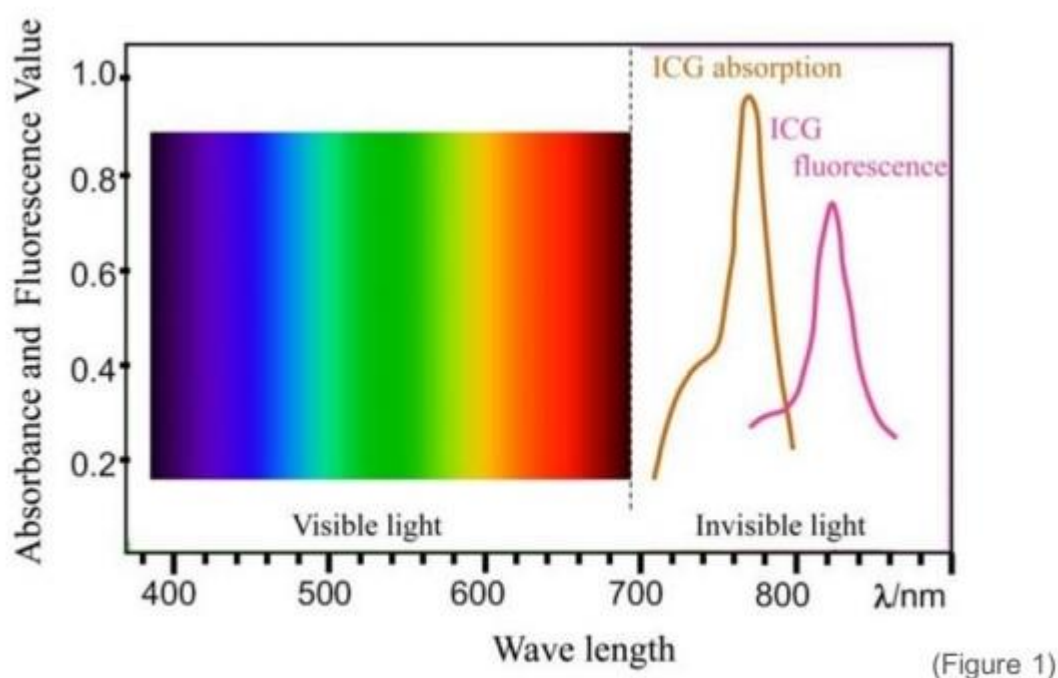 Absorbance and Fluorescence Value
1.0
0.8
0.6
0.4
0.2
ICG absorption
ICG
fluorescence
Visible light
Invisible light
400 500 600 700 800 λ/nm
Wave length
(Figure 1)